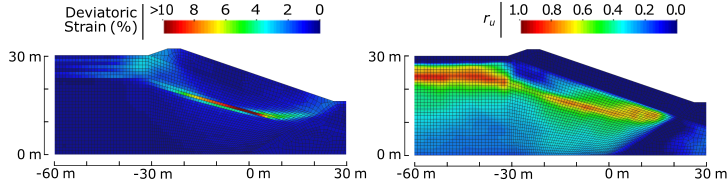 Deviatoric
Strain (%)
>10 8 6 4 2 0
30 m
0 m
-60 m -30 m 0 m 30 m
r_u
1.0 0.8 0.6 0.4 0.2 0.0
30 m
0 m
-60 m -30 m 0 m 30 m